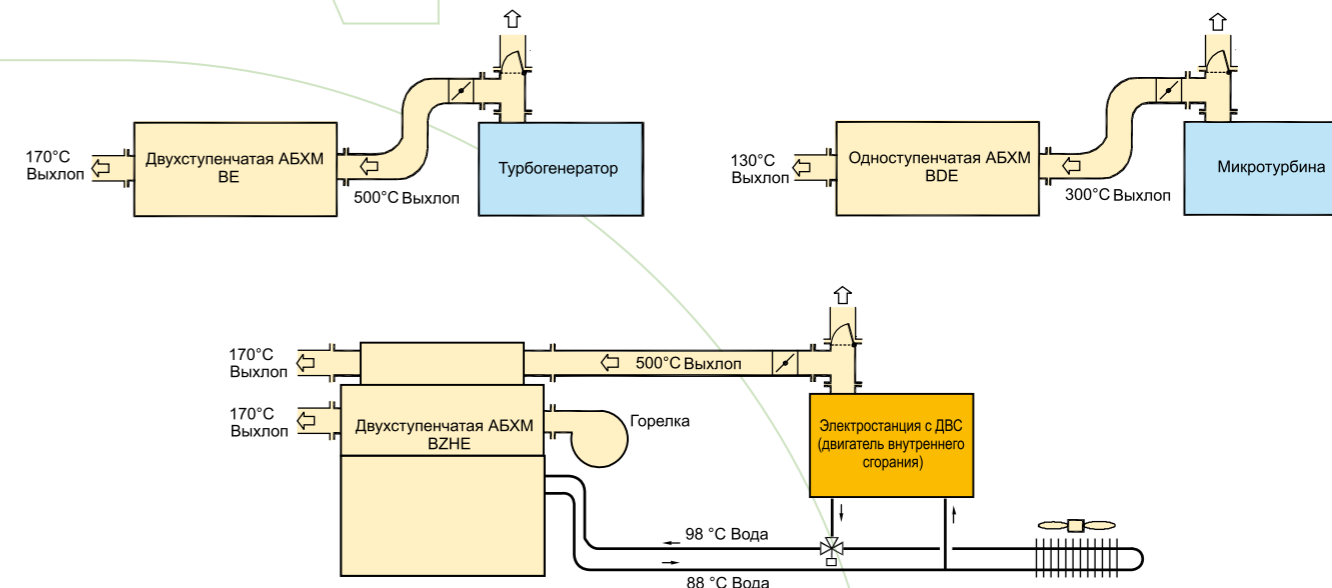 170°C
Выхлоп
Двухступенчатая АБХМ
BE
500°C Выхлоп
Турбогенератор
130°C
Выхлоп
Одноступенчатая АБХМ
BDE
300°C Выхлоп
Микротурбина
170°C
Выхлоп
500°C Выхлоп
170°C
Выхлоп
Двухступенчатая АБХМ
BZHE
Горелка
Электростанция с ДВС
(двигатель внутреннего
сгорания)
98 °C Вода
88 °C Вода